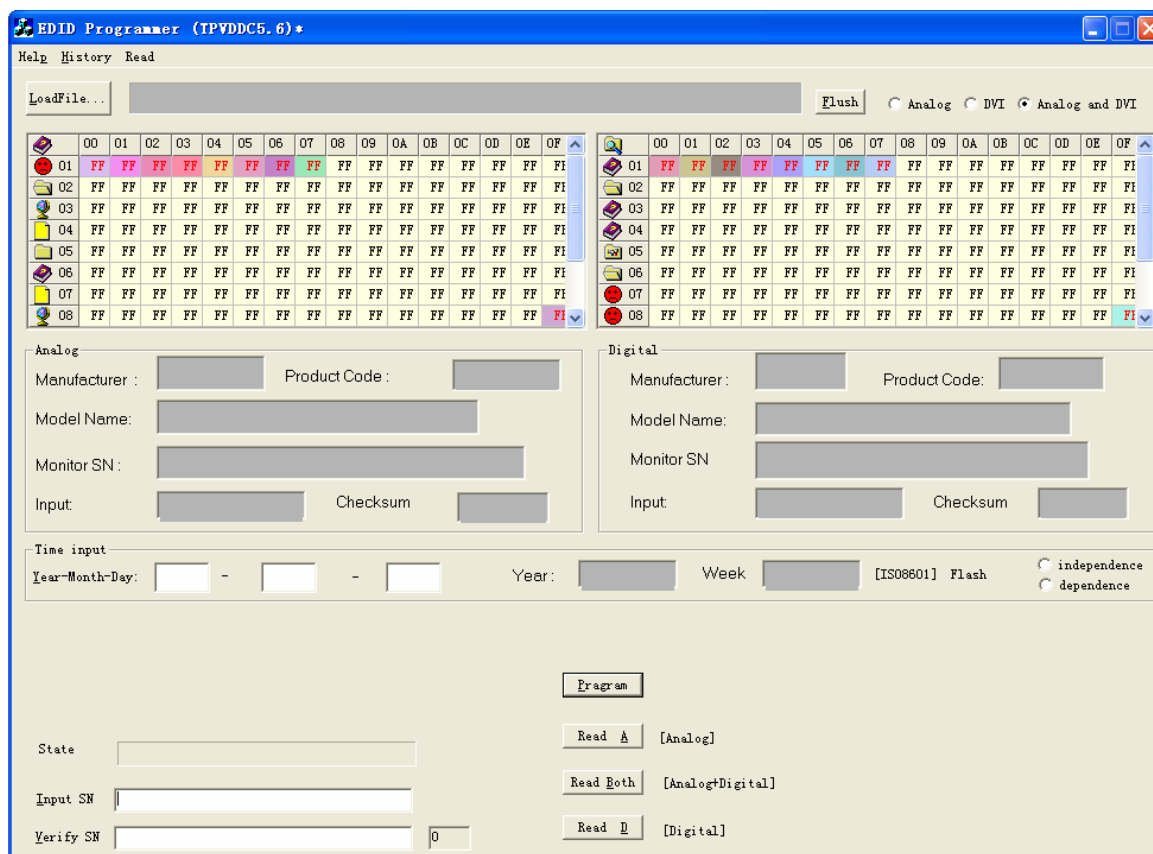 EDID Programmer (TPVDDC5.6)*
Help History Read
LoadFile... Flush Analog DVI Analog and DVI
00 01 02 03 04 05 06 07 08 09 0A 0B 0C 0D 0E 0F 00 01 02 03 04 05 06 07 08 09 0A 0B 0C 0D 0E 0F
01 FF FF FF FF FF FF FF FF FF FF FF FF FF FF FF FF 01 FF FF FF FF FF FF FF FF FF FF FF FF FF FF FF FF
02 FF FF FF FF FF FF FF FF FF FF FF FF FF FF FF FF 02 FF FF FF FF FF FF FF FF FF FF FF FF FF FF FF FF
03 FF FF FF FF FF FF FF FF FF FF FF FF FF FF FF FF 03 FF FF FF FF FF FF FF FF FF FF FF FF FF FF FF FF
04 FF FF FF FF FF FF FF FF FF FF FF FF FF FF FF FF 04 FF FF FF FF FF FF FF FF FF FF FF FF FF FF FF FF
05 FF FF FF FF FF FF FF FF FF FF FF FF FF FF FF FF 05 FF FF FF FF FF FF FF FF FF FF FF FF FF FF FF FF
06 FF FF FF FF FF FF FF FF FF FF FF FF FF FF FF FF 06 FF FF FF FF FF FF FF FF FF FF FF FF FF FF FF FF
07 FF FF FF FF FF FF FF FF FF FF FF FF FF FF FF FF 07 FF FF FF FF FF FF FF FF FF FF FF FF FF FF FF FF
08 FF FF FF FF FF FF FF FF FF FF FF FF FF FF FF FF 08 FF FF FF FF FF FF FF FF FF FF FF FF FF FF FF FF
Analog
Manufacturer : Product Code :
Model Name:
Monitor SN :
Input: Checksum
Digital
Manufacturer : Product Code:
Model Name:
Monitor SN
Input: Checksum
Time input
Year-Month-Day: - - Year : Week [ISO8601] Flash independence
dependence
Pragram
State
Read A [Analog]
Input SN
Read Both [Analog+Digital]
Verify SN 0
Read D [Digital]